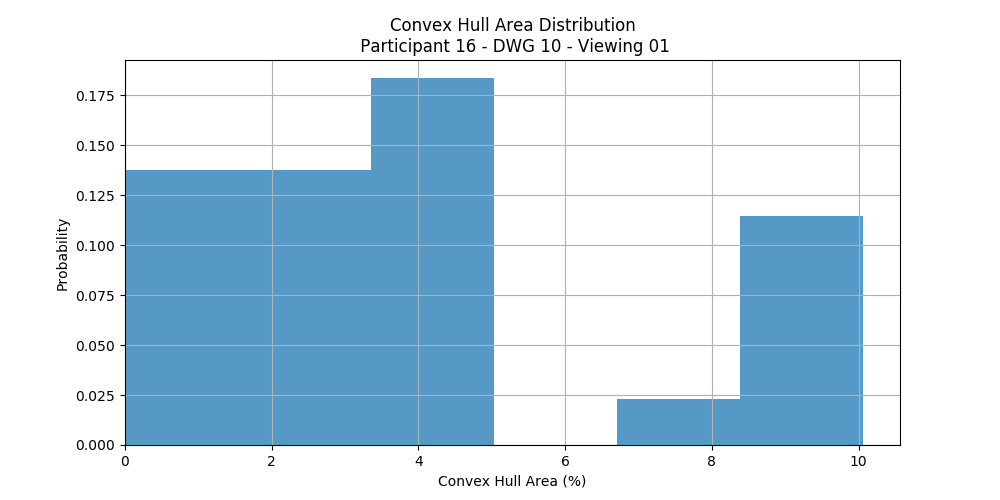 Convex Hull Area Distribution
Participant 16 - DWG 10 - Viewing 01
0.175
0.150
0.125
0.100
0.075
0.050
0.025
0.000
Probability
0 2 4 6 8 10
Convex Hull Area (%)